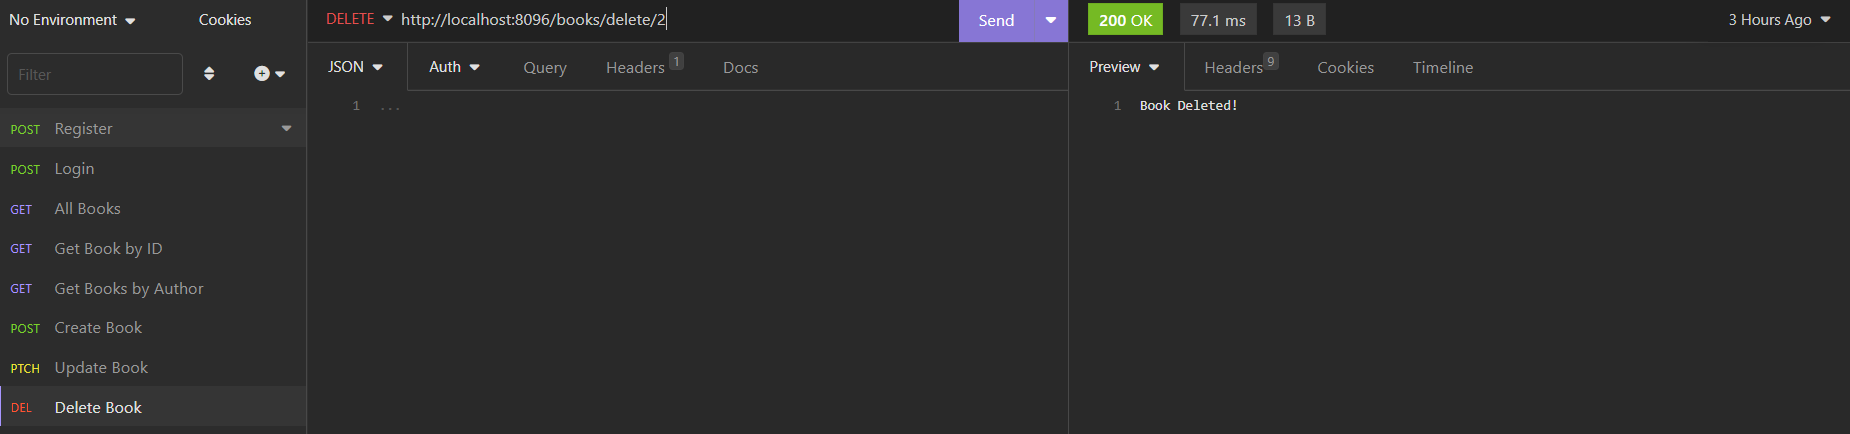 No Environment Cookies
Filter
POST Register
POST Login
GET All Books
GET Get Book by ID
GET Get Books by Author
POST Create Book
PTCH Update Book
DEL Delete Book
DELETE http://localhost:8096/books/delete/2 Send
JSON Auth Query Headers 1 Docs
1 ...
200 OK 77.1 ms 13 B 3 Hours Ago
Preview Headers 9 Cookies Timeline
1 Book Deleted!